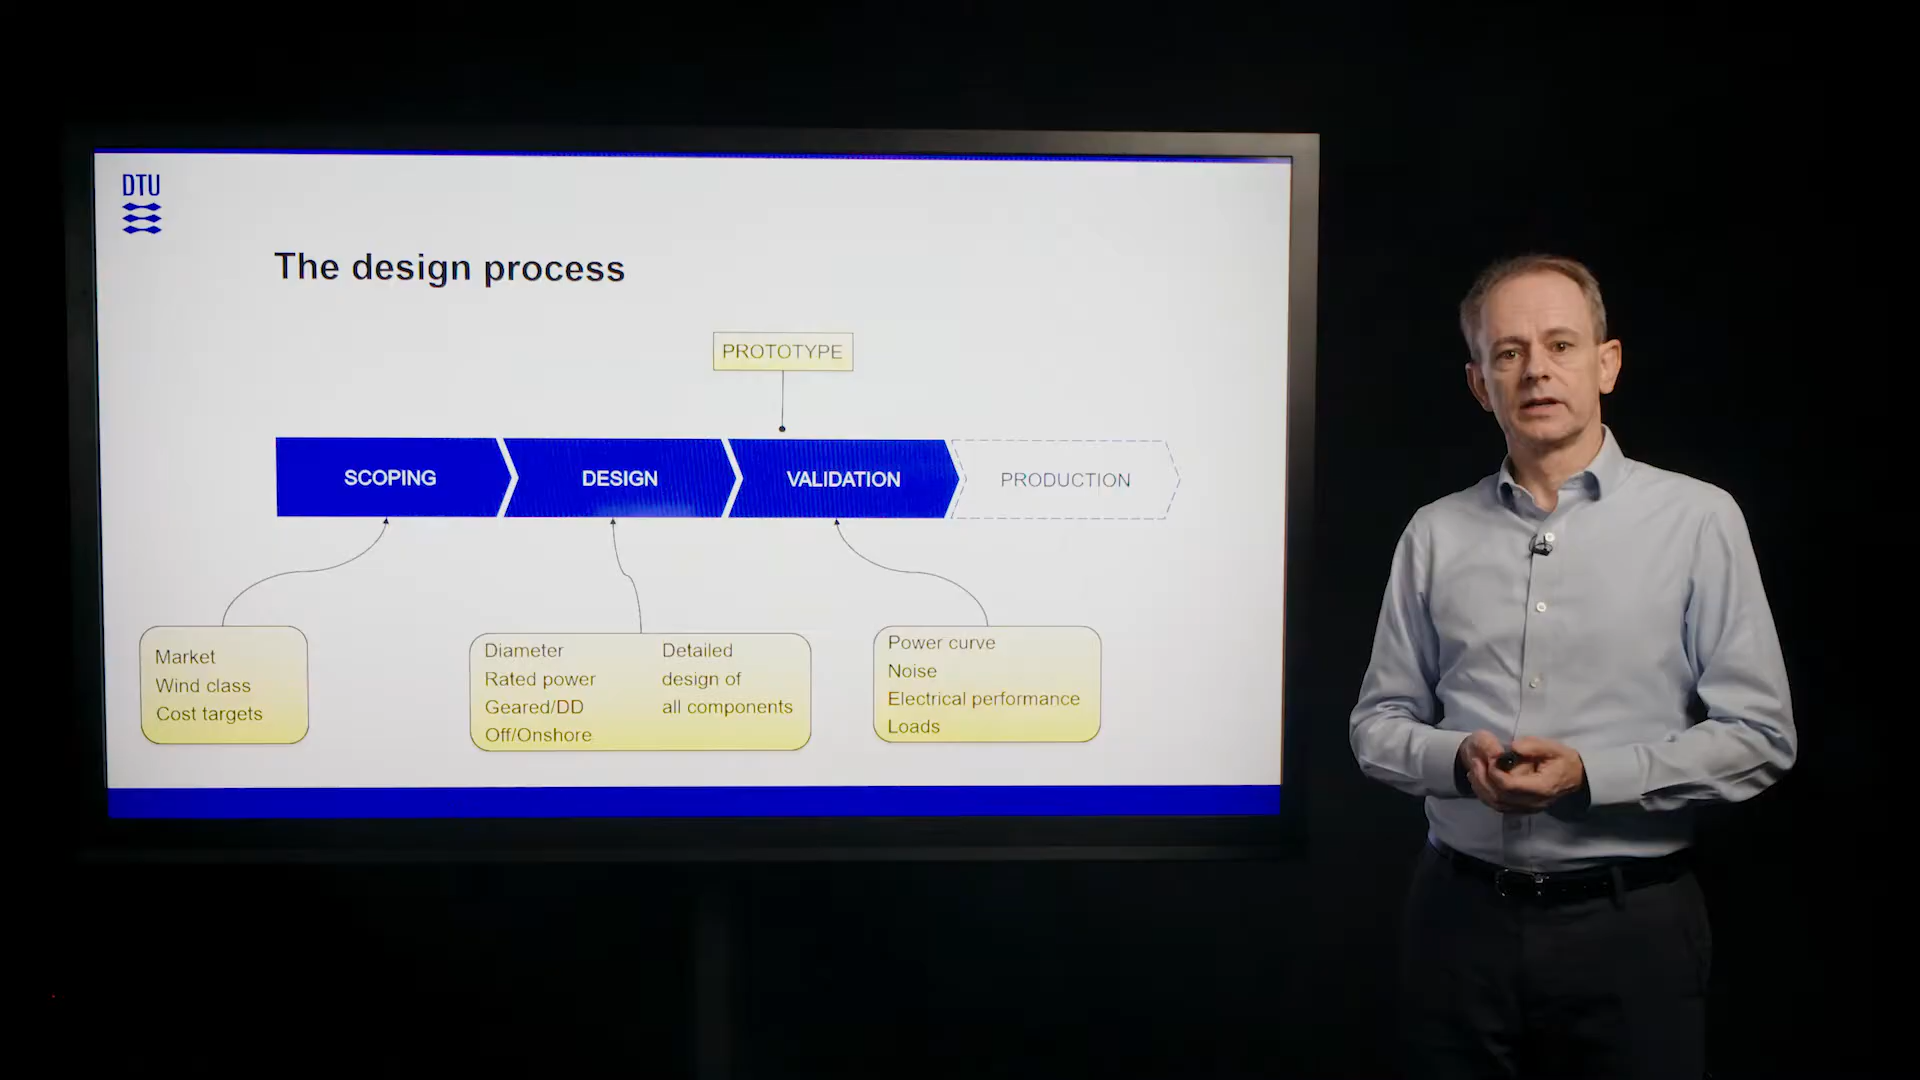 DTU
The design process
PROTOTYPE
SCOPING
DESIGN
VALIDATION
PRODUCTION
Market
Wind class
Cost targets
Diameter
Rated power
Geared/DD
Off/Onshore
Detailed
design of
all components
Power curve
Noise
Electrical performance
Loads